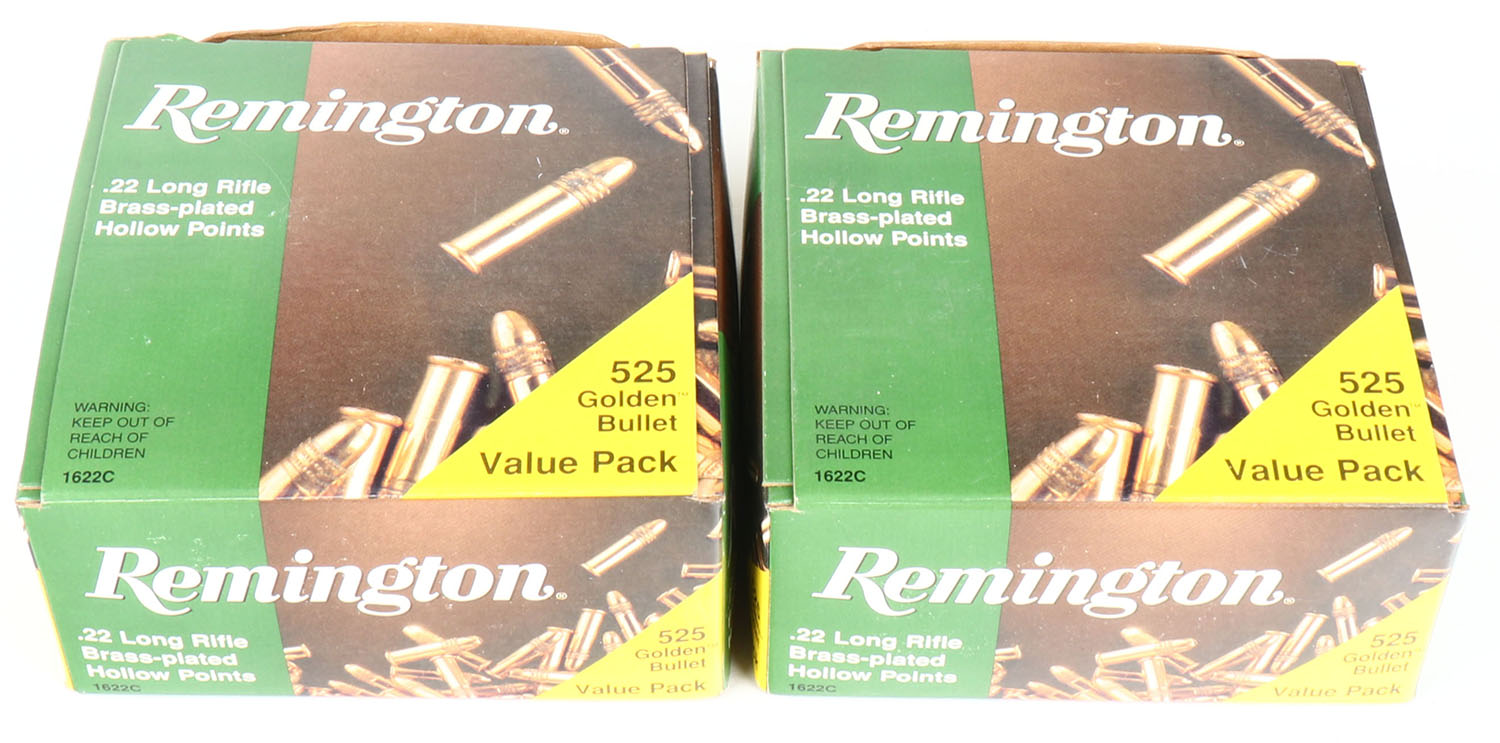 Remington®
.22 Long Rifle
Brass-plated
Hollow Points
WARNING:
KEEP OUT OF
REACH OF
CHILDREN
1622C
525
Golden™
Bullet
Value Pack
Remington®
.22 Long Rifle
Brass-plated
Hollow Points
1622C
525
Golden
Bullet
Value Pack
Remington®
.22 Long Rifle
Brass-plated
Hollow Points
WARNING:
KEEP OUT OF
REACH OF
CHILDREN
1622C
525
Golden™
Bullet
Value Pack
Remington®
.22 Long Rifle
Brass-plated
Hollow Points
1622C
525
Golden
Bullet
Value Pack